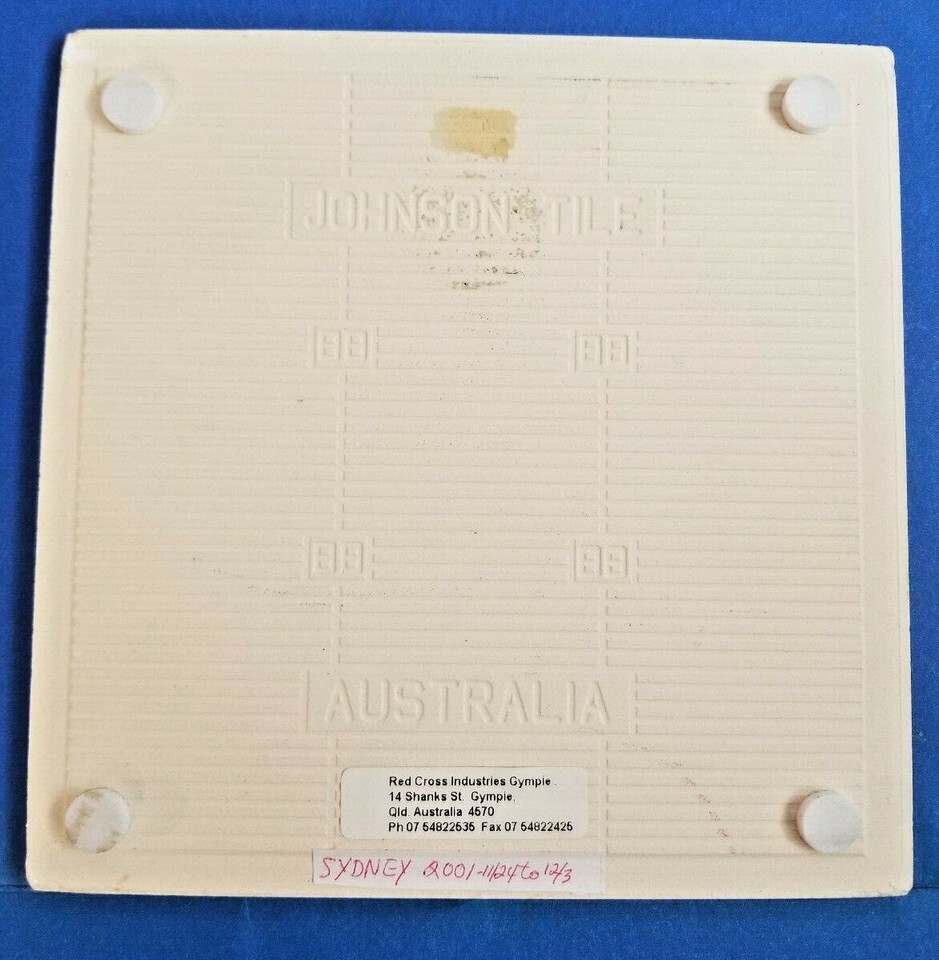 JOHNSON TILE
AUSTRALIA
Red Cross Industries Gympie.
14 Shanks St. Gympie,
Qld. Australia 4570
Ph 07 54822535 Fax 07 54822425
SYDNEY 2001-11/24 to 12/3